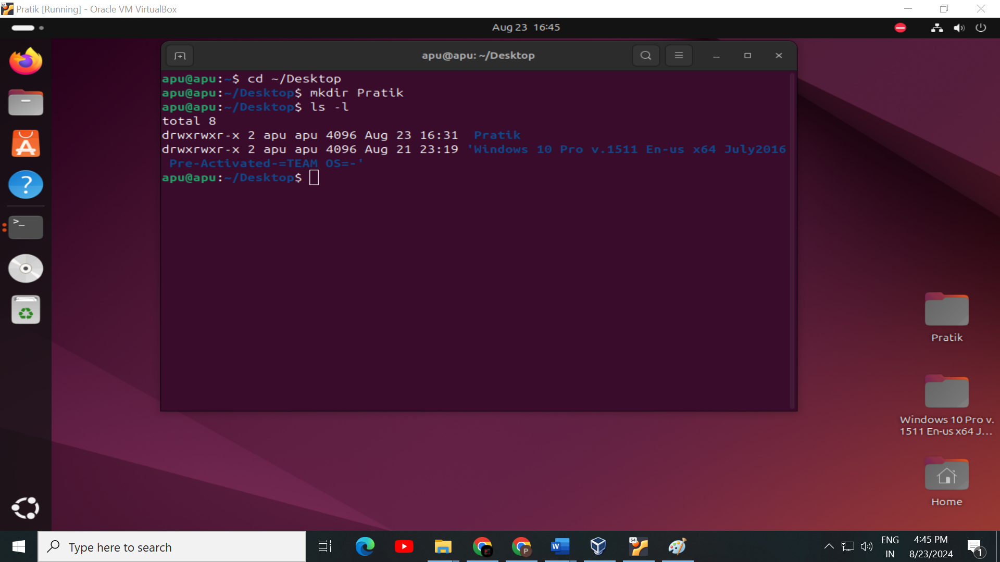 Pratik [Running] - Oracle VM VirtualBox
Aug 23 16:45
apu@apu: ~/Desktop
apu@apu:~$ cd ~/Desktop
apu@apu:~/Desktop$ mkdir Pratik
apu@apu:~/Desktop$ ls -l
total 8
drwxrwxr-x 2 apu apu 4096 Aug 23 16:31  Pratik
drwxrwxr-x 2 apu apu 4096 Aug 21 23:19 'Windows 10 Pro v.1511 En-us x64 July2016
 Pre-Activated-=TEAM OS=-'
apu@apu:~/Desktop$
Pratik
Windows 10 Pro v.
1511 En-us x64 J...
Home
Type here to search
W
P
64
ENG
IN
4:45 PM
8/23/2024
1